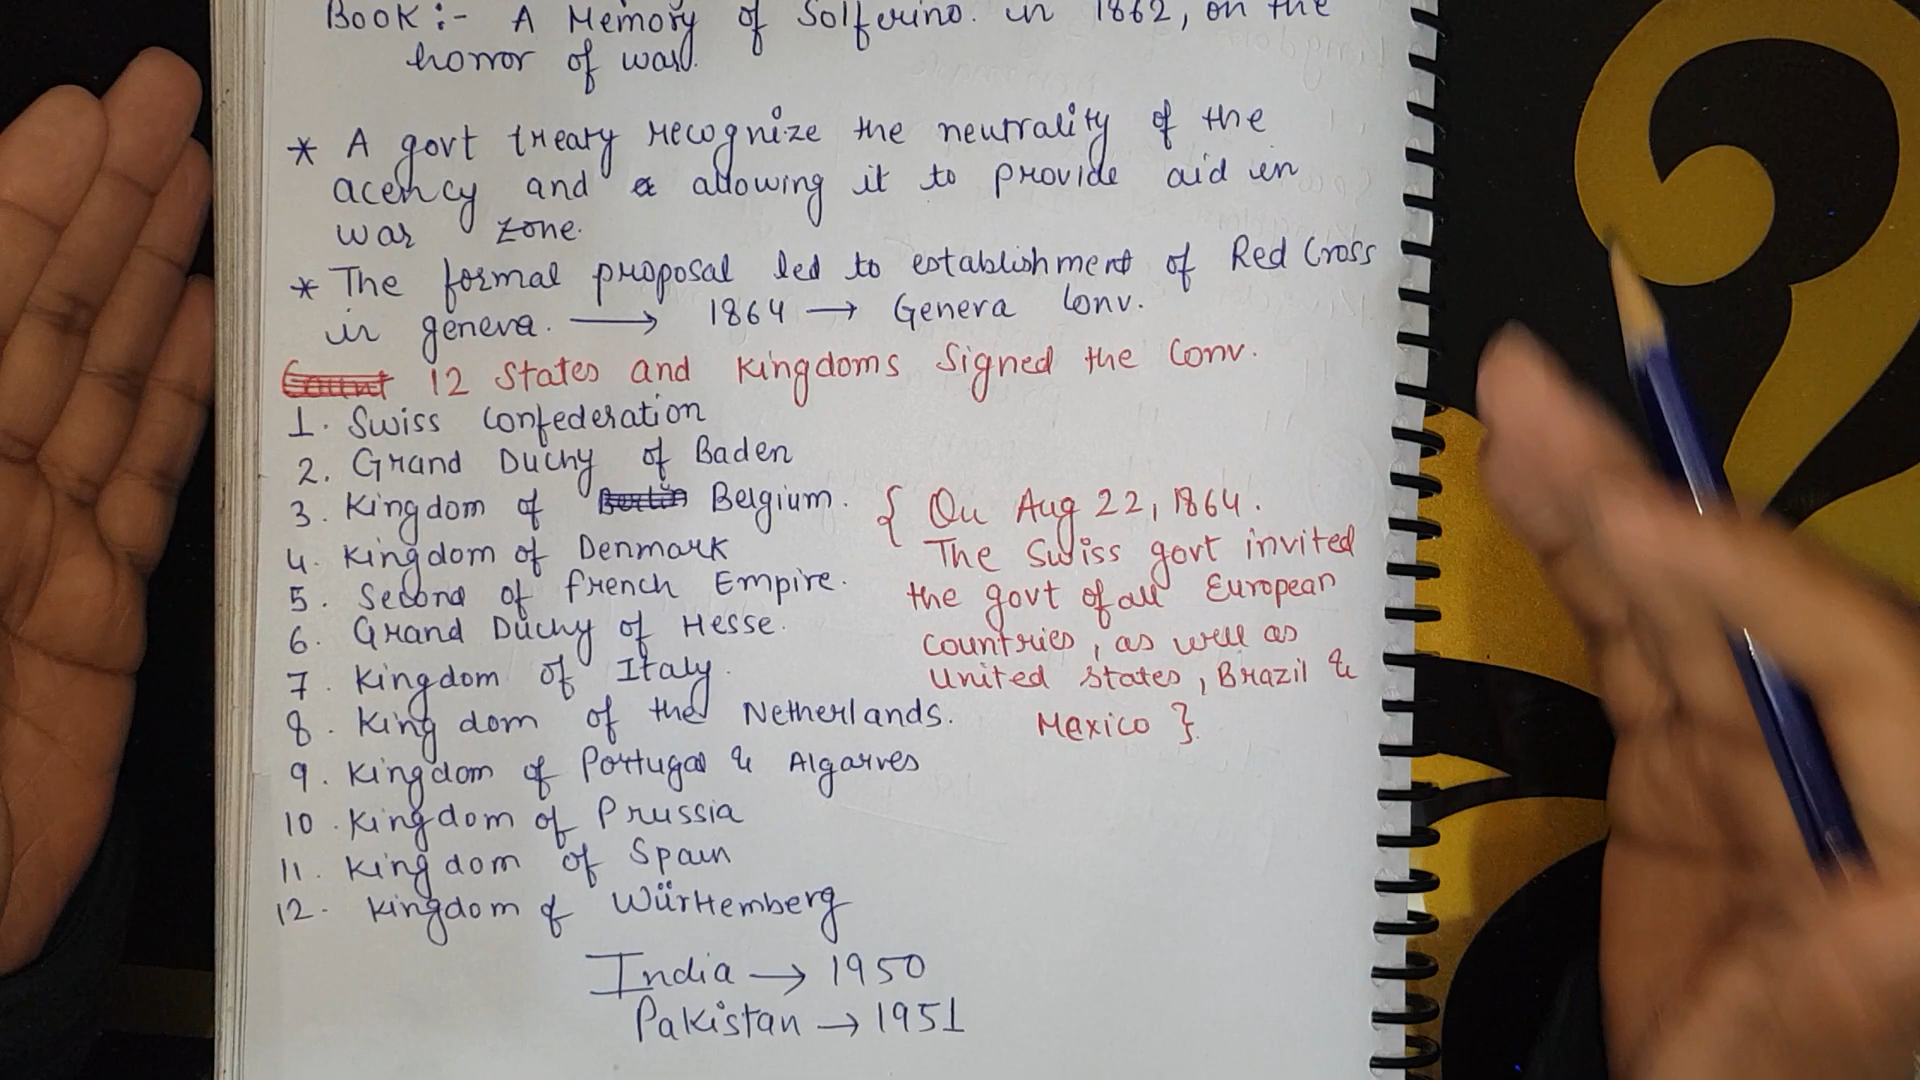 Book :- A Memory of Solferino. in 1862, on the
horror of war.
* A govt treaty recognize the neutrality of the
acency and allowing it to provide aid in
war zone.
* The formal proposal led to establishment of Red Cross
in geneva. → 1864 → Geneva Conv.
12 States and Kingdoms Signed the Conv.
1. Swiss Confederation
2. Grand Duchy of Baden
3. Kingdom of Belgium.
4. Kingdom of Denmark
5. Second of french Empire.
6. Grand Duchy of Hesse.
7. Kingdom of Italy.
8. King dom of the Netherlands.
9. Kingdom of Portugal & Algarves
10. Kingdom of Prussia
11. King dom of Spain
12. Kingdom of Württemberg
{ On Aug 22, 1864.
The Swiss govt invited
the govt of all European
countries, as well as
United States, Brazil &
Mexico }.
India → 1950
Pakistan → 1951